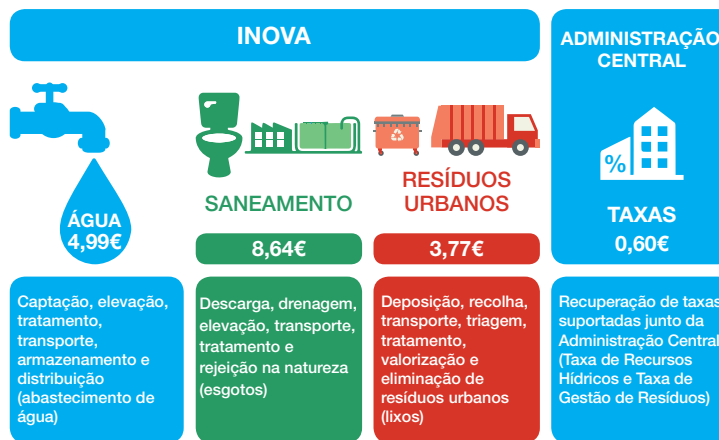 INOVA
ADMINISTRAÇÃO
CENTRAL
ÁGUA
4,99€
SANEAMENTO
8,64€
RESÍDUOS
URBANOS
3,77€
%
TAXAS
0,60€
Captação, elevação,
tratamento,
transporte,
armazenamento e
distribuição
(abastecimento de
água)
Descarga, drenagem,
elevação, transporte,
tratamento e
rejeição na natureza
(esgotos)
Deposição, recolha,
transporte, triagem,
tratamento,
valorização e
eliminação de
resíduos urbanos
(lixos)
Recuperação de taxas
suportadas junto da
Administração Central
(Taxa de Recursos
Hídricos e Taxa de
Gestão de Resíduos)